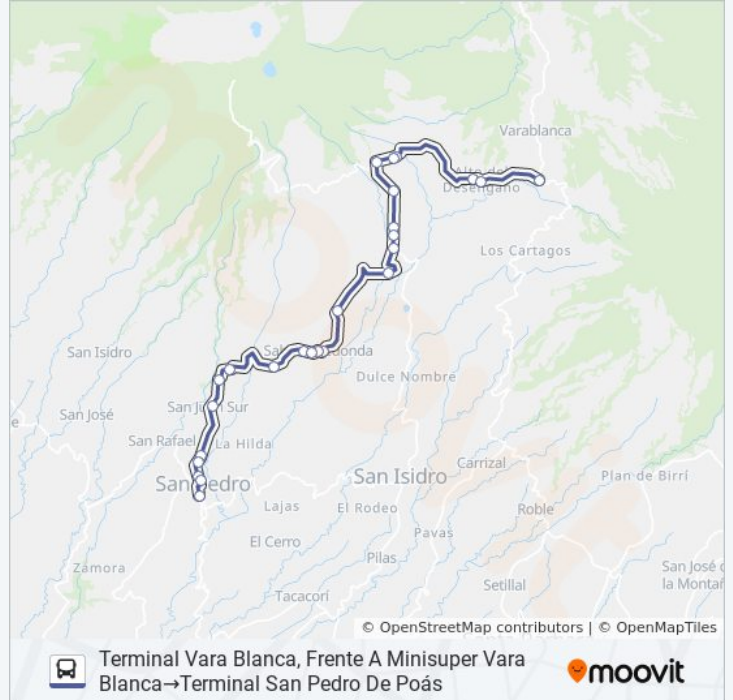 Varablanca
Alto de
Desengaño
Los Cartagos
San Isidro
Sabana Redonda
Dulce Nombre
San José
San Juan Sur
San Rafael
La Hilda
Carrizal
San Pedro
San Isidro
Plan de Birrí
Lajas
El Rodeo
Roble
Pavas
El Cerro
Pilas
Zamora
San José
la Monta
Setillal
Tacacorí
© OpenStreetMap contributors | © OpenMapTiles
Terminal Vara Blanca, Frente A Minisuper Vara
Blanca→Terminal San Pedro De Poás
moovit